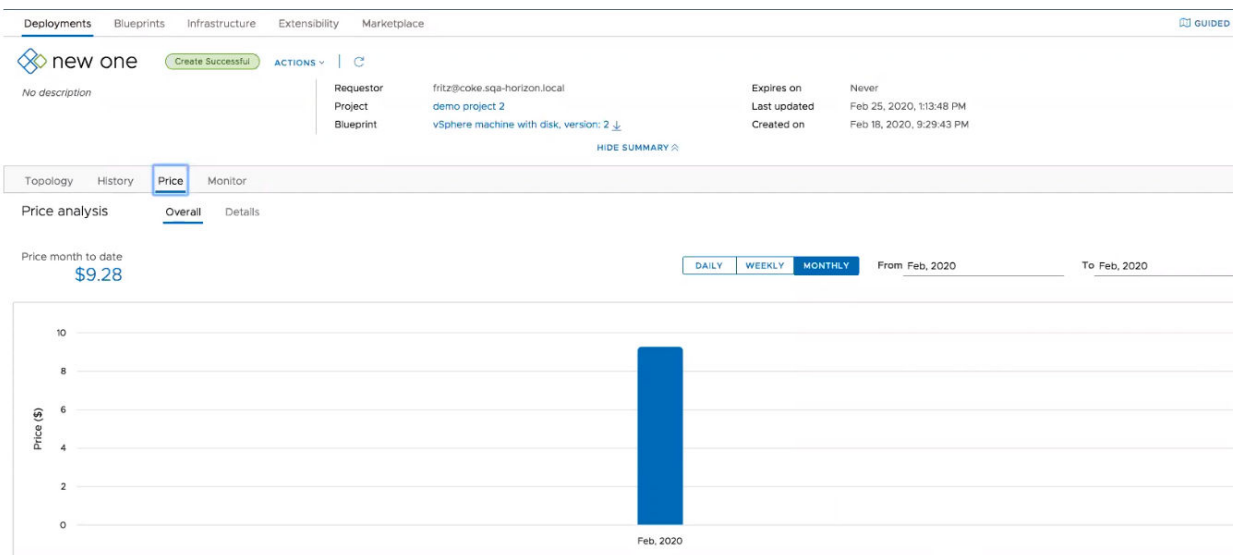 Deployments Blueprints Infrastructure Extensibility Marketplace GUIDED
new one Create Successful ACTIONS
No description
Requestor fritz@coke.sqa-horizon.local Expires on Never
Project demo project 2 Last updated Feb 25, 2020, 1:13:48 PM
Blueprint vSphere machine with disk, version: 2 Created on Feb 18, 2020, 9:29:43 PM
HIDE SUMMARY
Topology History Price Monitor
Price analysis Overall Details
Price month to date
$9.28
DAILY WEEKLY MONTHLY From Feb, 2020 To Feb, 2020
Price ($)
10
8
6
4
2
0
Feb, 2020